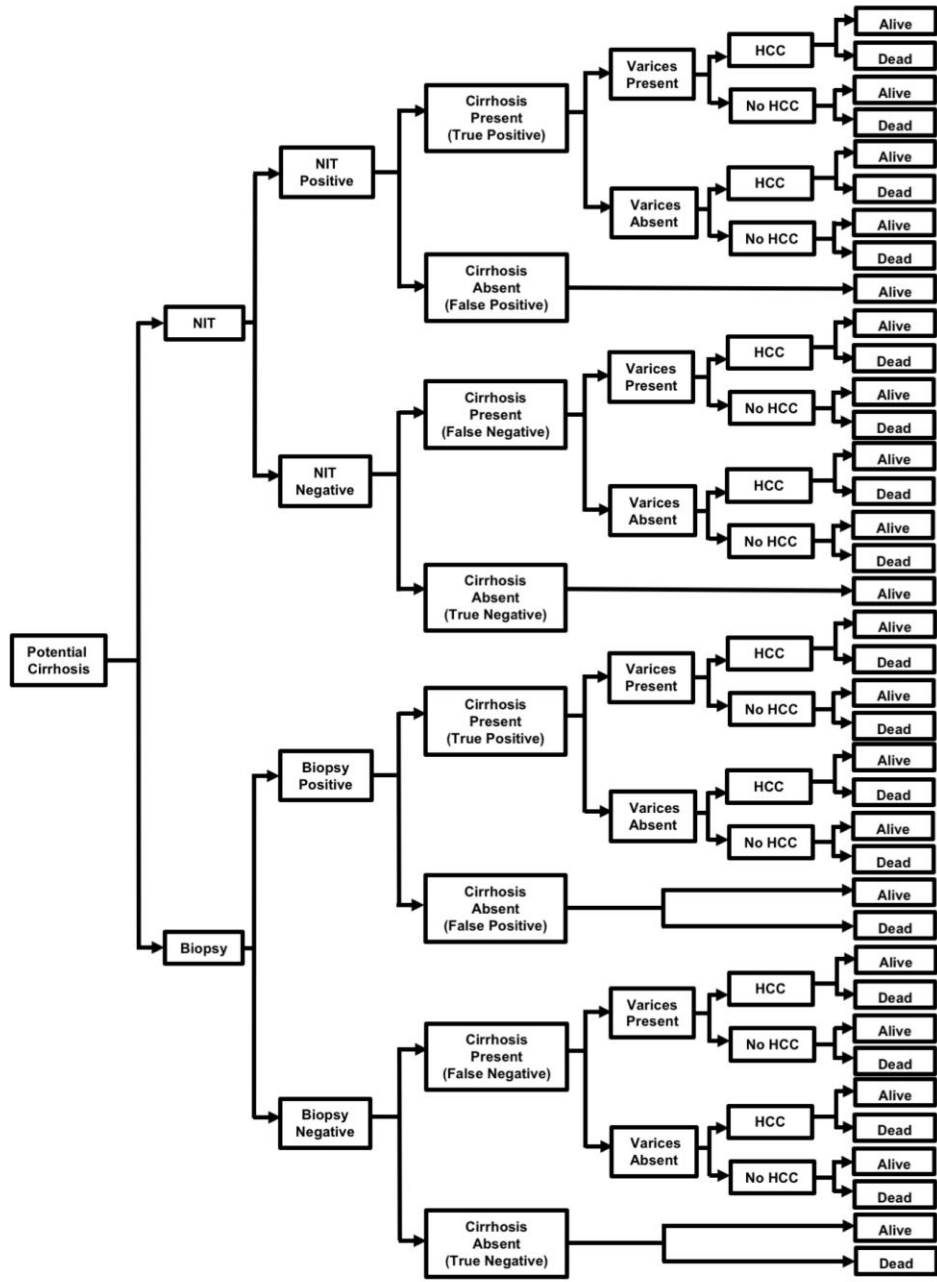 Potential
Cirrhosis
NIT
Biopsy
NIT
Positive
NIT
Negative
Biopsy
Positive
Biopsy
Negative
Cirrhosis
Present
(True Positive)
Cirrhosis
Absent
(False Positive)
Cirrhosis
Present
(False Negative)
Cirrhosis
Absent
(True Negative)
Cirrhosis
Present
(True Positive)
Cirrhosis
Absent
(False Positive)
Cirrhosis
Present
(False Negative)
Cirrhosis
Absent
(True Negative)
Varices
Present
Varices
Absent
Varices
Present
Varices
Absent
Varices
Present
Varices
Absent
Varices
Present
Varices
Absent
HCC
No HCC
HCC
No HCC
HCC
No HCC
HCC
No HCC
HCC
No HCC
HCC
No HCC
HCC
No HCC
HCC
No HCC
Alive
Dead
Alive
Dead
Alive
Dead
Alive
Dead
Alive
Alive
Dead
Alive
Dead
Alive
Dead
Alive
Dead
Alive
Alive
Dead
Alive
Dead
Alive
Dead
Alive
Dead
Alive
Dead
Alive
Dead
Alive
Dead
Alive
Dead
Alive
Dead
Alive
Dead